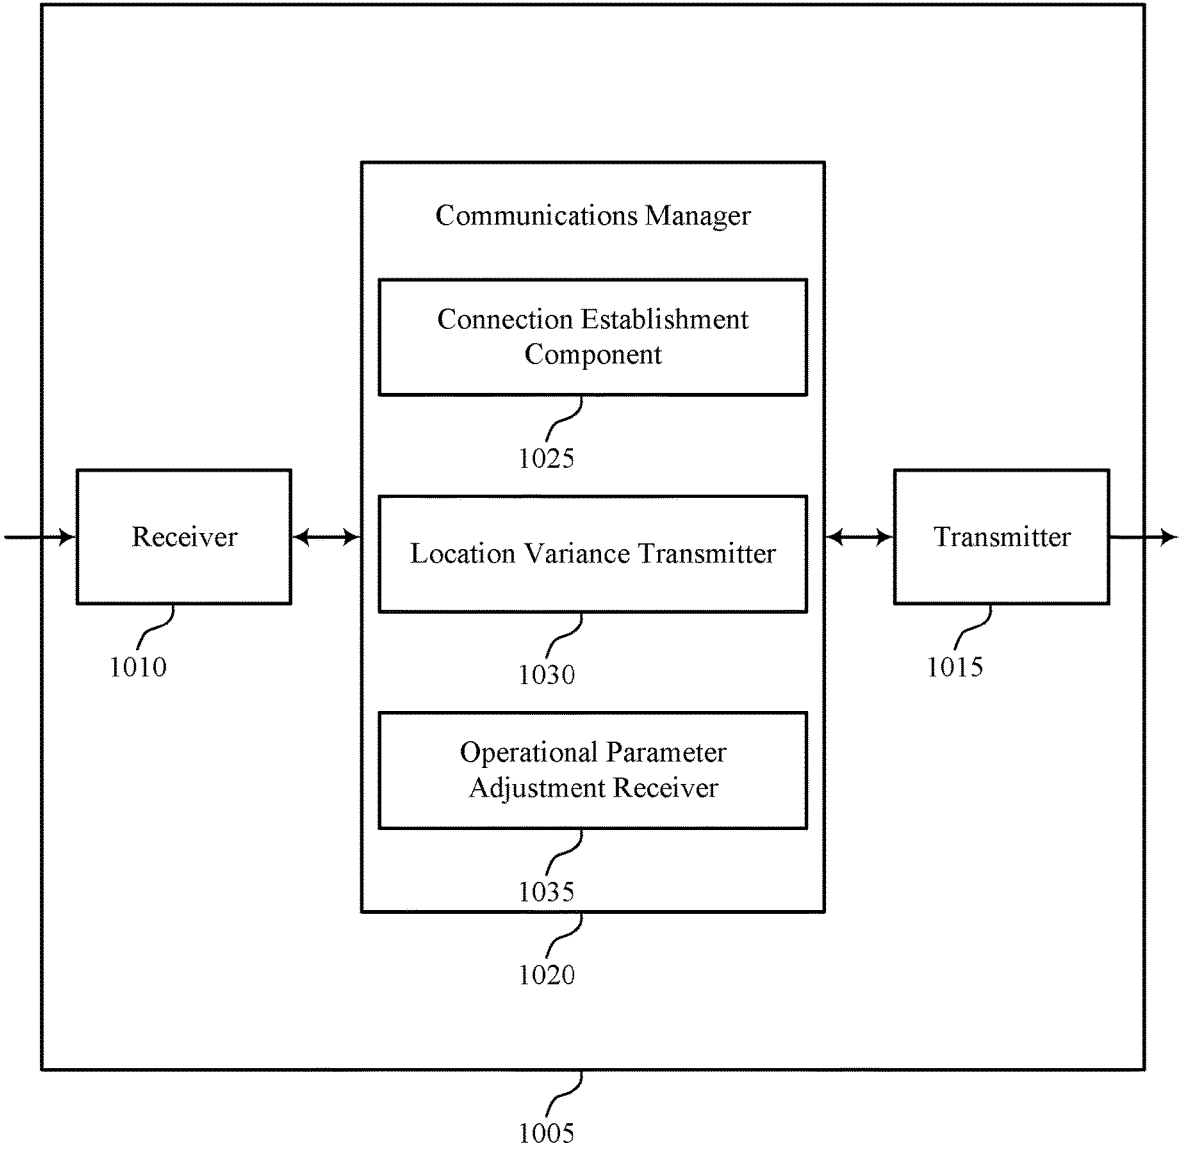 Communications Manager
Connection Establishment
Component
1025
Receiver
1010
Location Variance Transmitter
1030
Transmitter
1015
Operational Parameter
Adjustment Receiver
1035
1020
1005